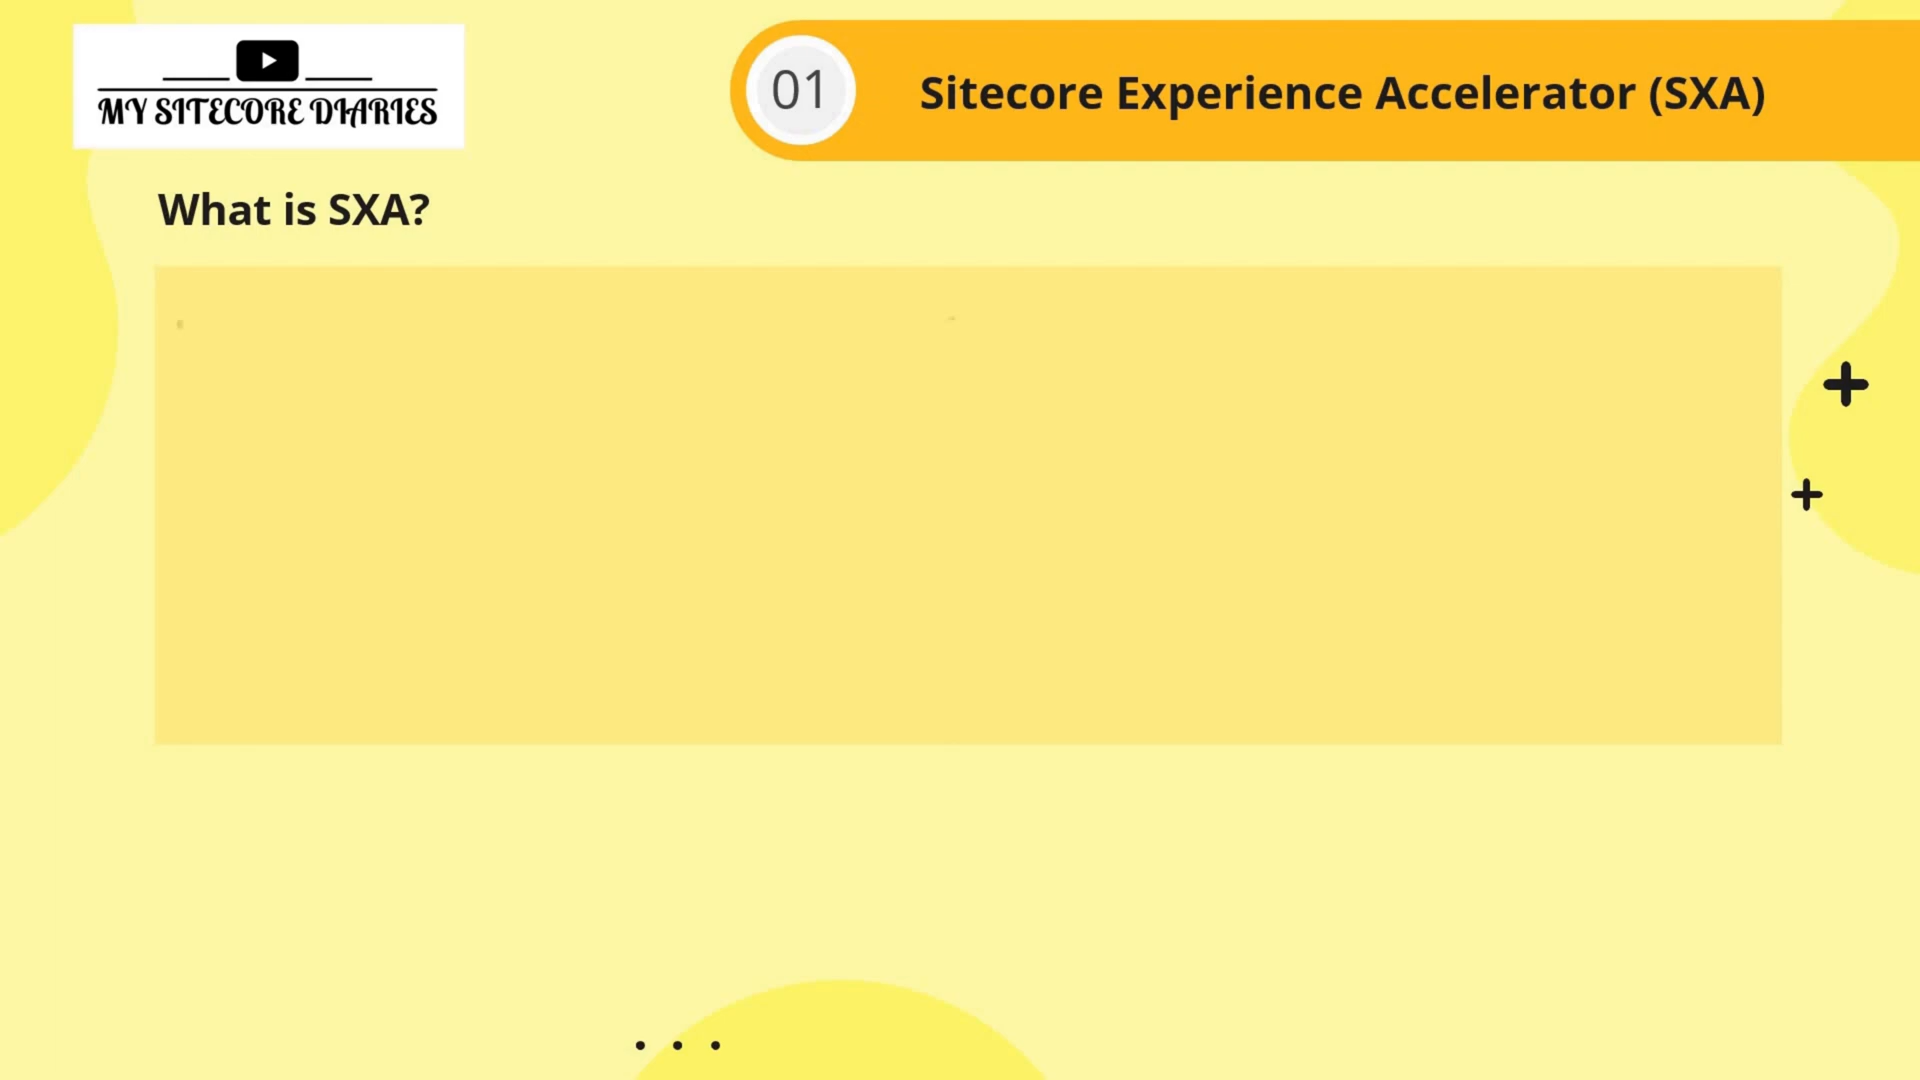 MY SITECORE DIARIES
01
Sitecore Experience Accelerator (SXA)
What is SXA?